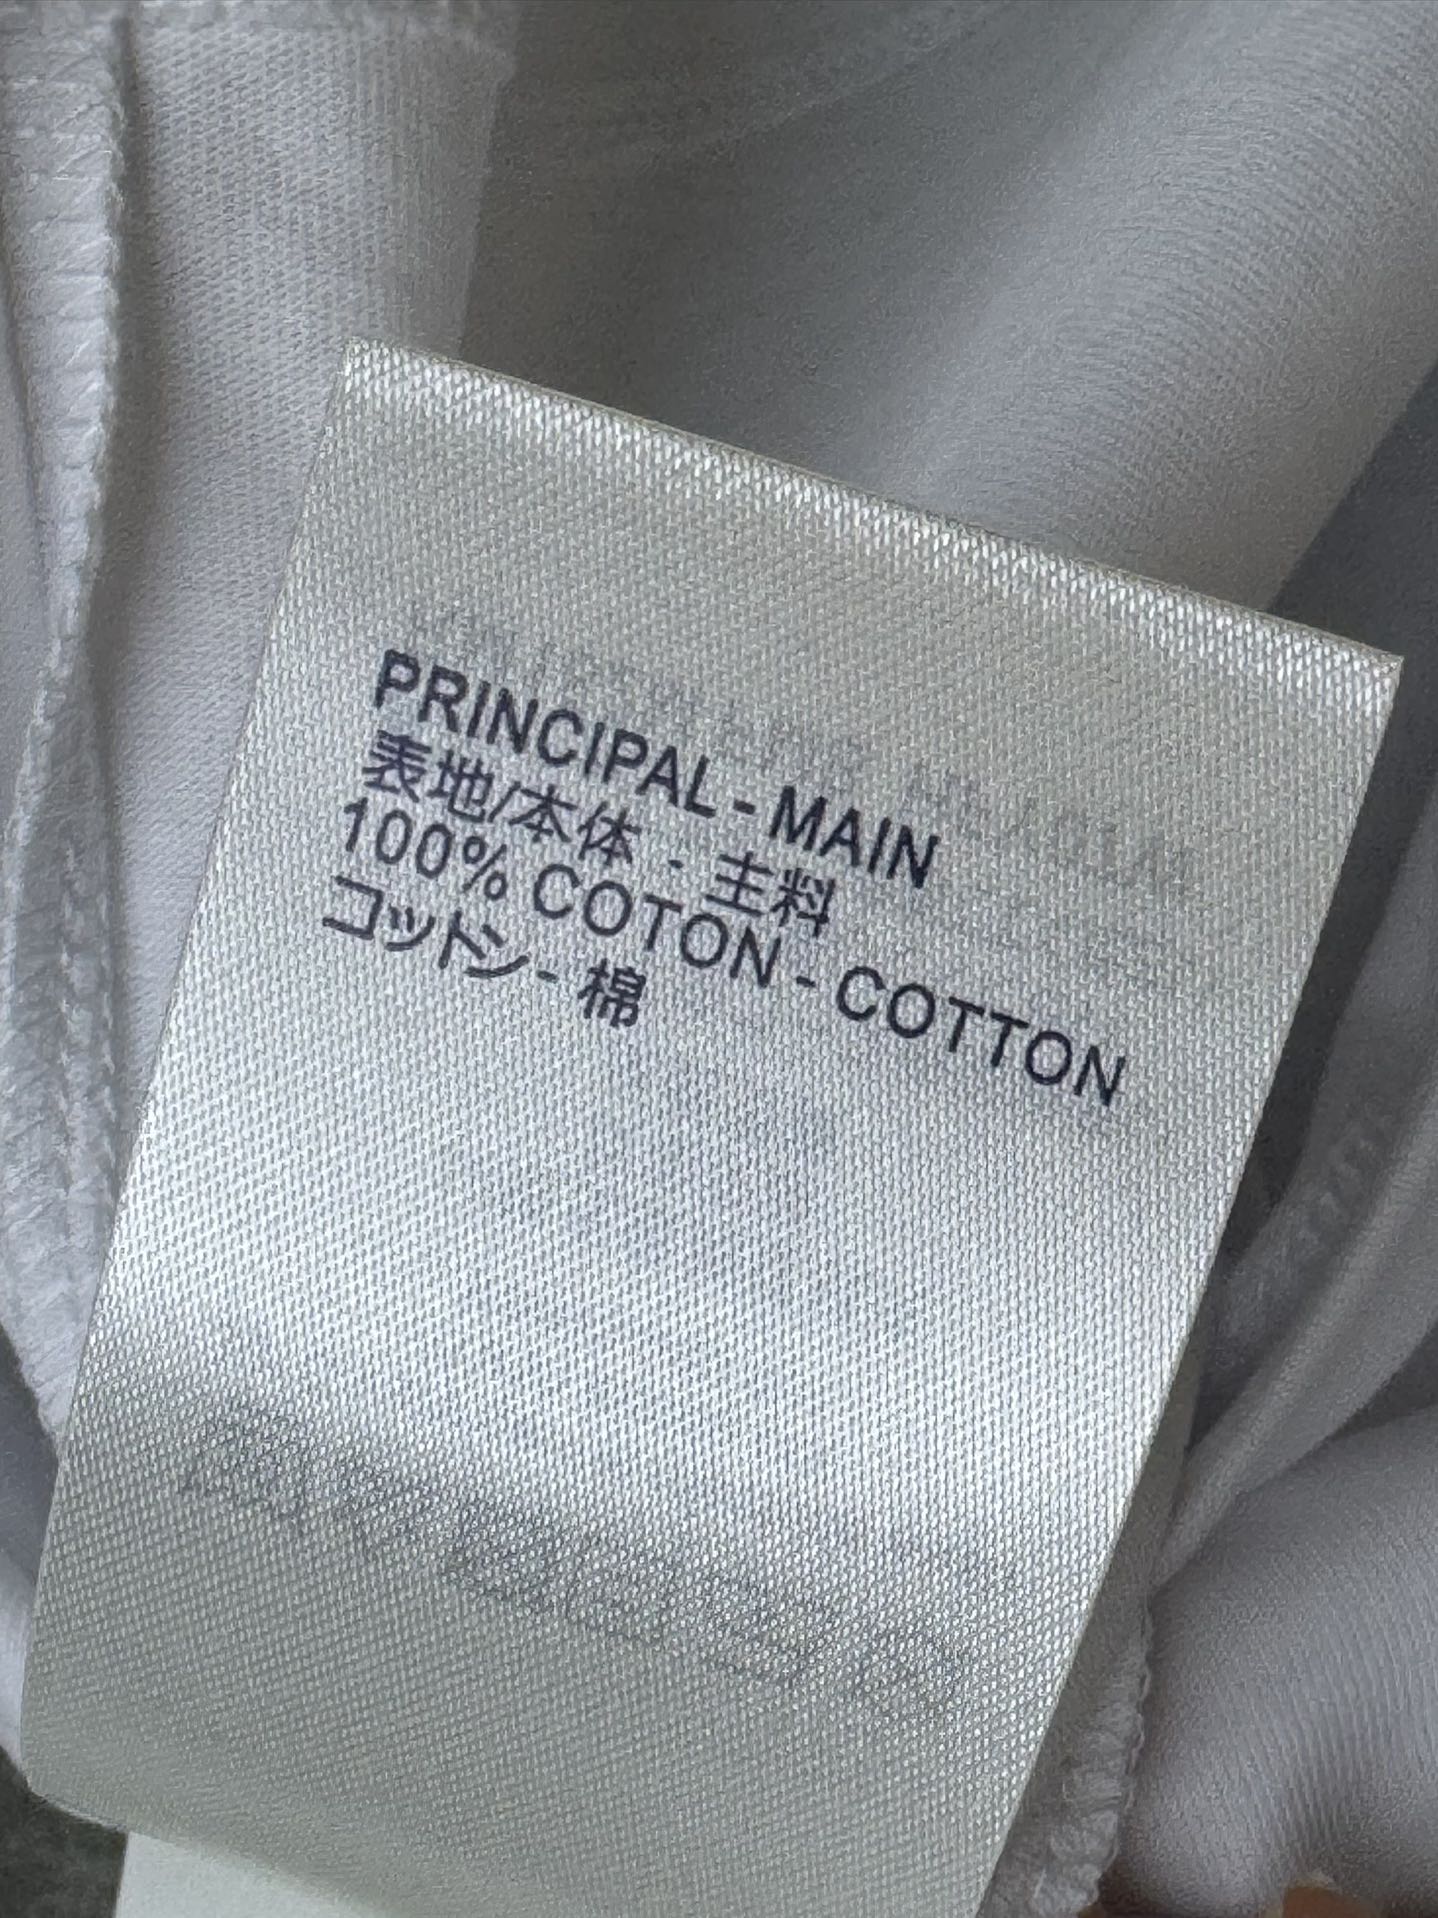 PRINCIPAL - MAIN
表地/本体 - 主料
100% COTON - COTTON
コットン - 棉